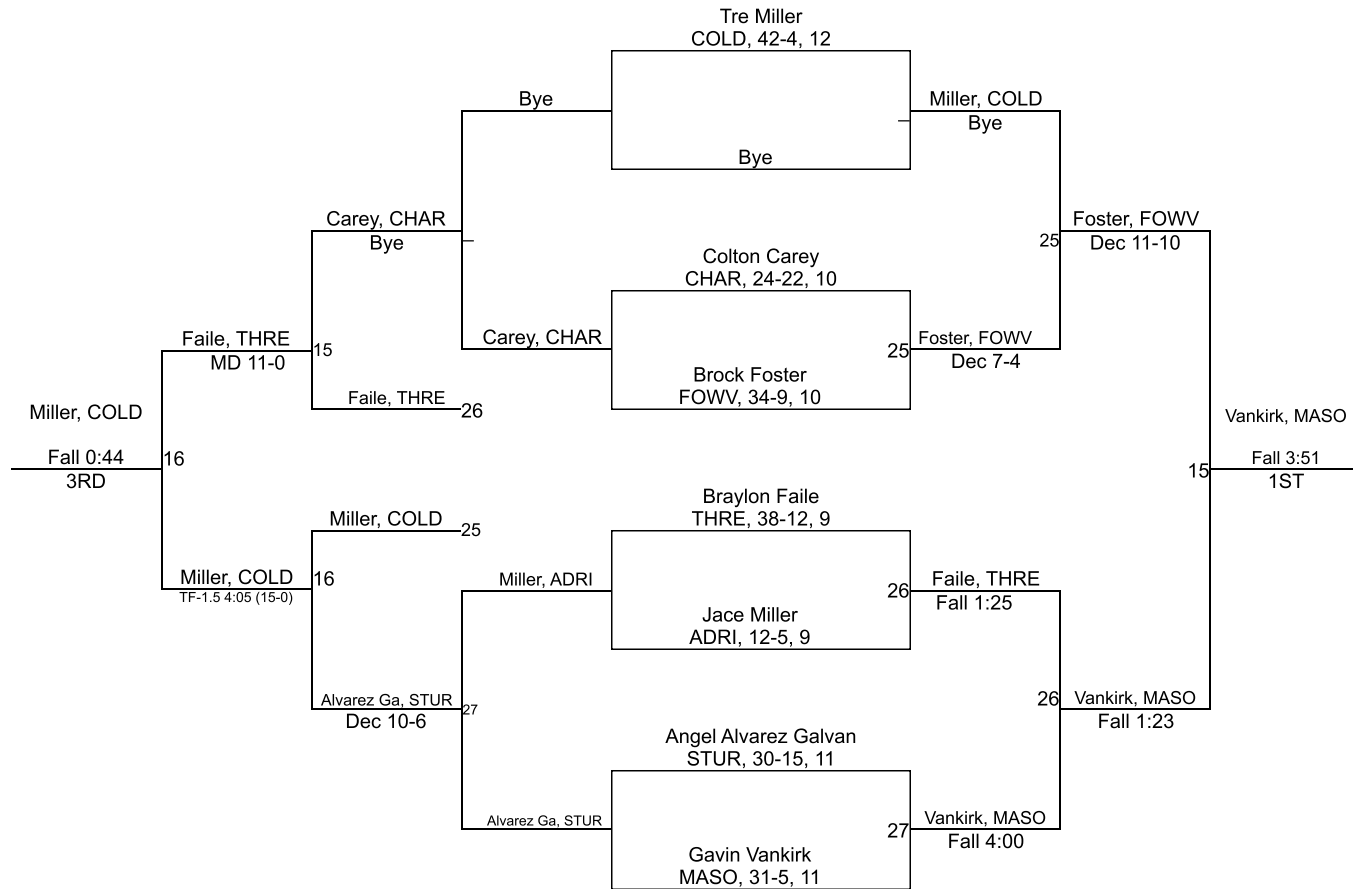 Tre Miller
COLD, 42-4, 12
Bye
Miller, COLD
Bye
Bye
Carey, CHAR
Bye
Foster, FOWV
25
Dec 11-10
Colton Carey
CHAR, 24-22, 10
Faile, THRE
15
MD 11-0
Carey, CHAR
25
Foster, FOWV
Dec 7-4
Brock Foster
FOWV, 34-9, 10
Faile, THRE
26
Miller, COLD
Vankirk, MASO
Fall 0:44
16
3RD
15
Fall 3:51
1ST
Braylon Faile
THRE, 38-12, 9
Miller, COLD
25
Miller, COLD
16
TF-1.5 4:05 (15-0)
Miller, ADRI
26
Faile, THRE
Fall 1:25
Jace Miller
ADRI, 12-5, 9
Alvarez Ga, STUR
27
Dec 10-6
26
Vankirk, MASO
Fall 1:23
Angel Alvarez Galvan
STUR, 30-15, 11
Alvarez Ga, STUR
27
Vankirk, MASO
Fall 4:00
Gavin Vankirk
MASO, 31-5, 11